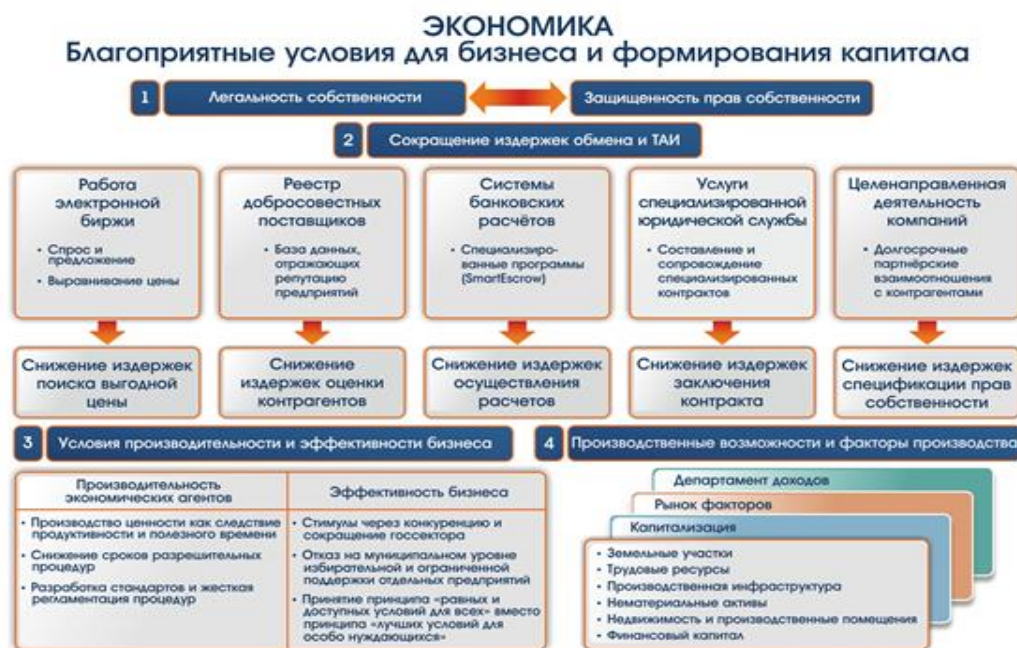 ЭКОНОМИКА
Благоприятные условия для бизнеса и формирования капитала
1 Легальность собственности
Защищенность прав собственности
2 Сокращение издержек обмена и ТАИ
Работа
электронной
биржи
• Спрос и
предложение
• Выравнивание цены
Реестр
добросовестных
поставщиков
• База данных,
отражающих
репутацию
предприятий
Системы
банковских
расчётов
• Специализиро-
ванные программы
(SmartEscrow)
Услуги
специализированной
юридической службы
• Составление и
сопровождение
специализированных
контрактов
Целенаправленная
деятельность
компаний
• Долгосрочные
партнёрские
взаимоотношения
с контрагентами
Снижение издержек
поиска выгодной
цены
Снижение
издержек оценки
контрагентов
Снижение издержек
осуществления
расчетов
Снижение издержек
заключения
контракта
Снижение издержек
спецификации прав
собственности
3 Условия производительности и эффективности бизнеса
Производительность
экономических агентов
• Производство ценности как следствие
продуктивности и полезного времени
• Снижение сроков разрешительных
процедур
• Разработка стандартов и жесткая
регламентация процедур
Эффективность бизнеса
• Стимулы через конкуренцию и
сокращение госсектора
• Отказ на муниципальном уровне
избирательной и ограниченной
поддержки отдельных предприятий
• Принятие принципа «равных и
доступных условий для всех» вместо
принципа «лучших условий для
особо нуждающихся»
4 Производственные возможности и факторы производства
Департамент доходов
Рынок факторов
Капитализация
• Земельные участки
• Трудовые ресурсы
• Производственная инфраструктура
• Нематериальные активы
• Недвижимость и производственные помещения
• Финансовый капитал